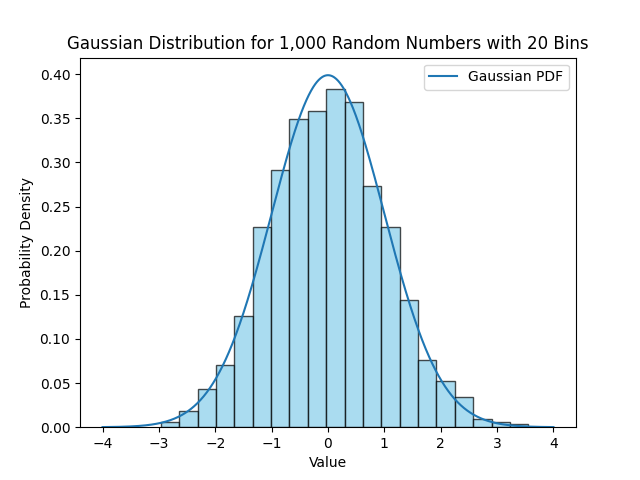 Gaussian Distribution for 1,000 Random Numbers with 20 Bins
Gaussian PDF
Probability Density
0.40
0.35
0.30
0.25
0.20
0.15
0.10
0.05
0.00
−4 −3 −2 −1 0 1 2 3 4
Value